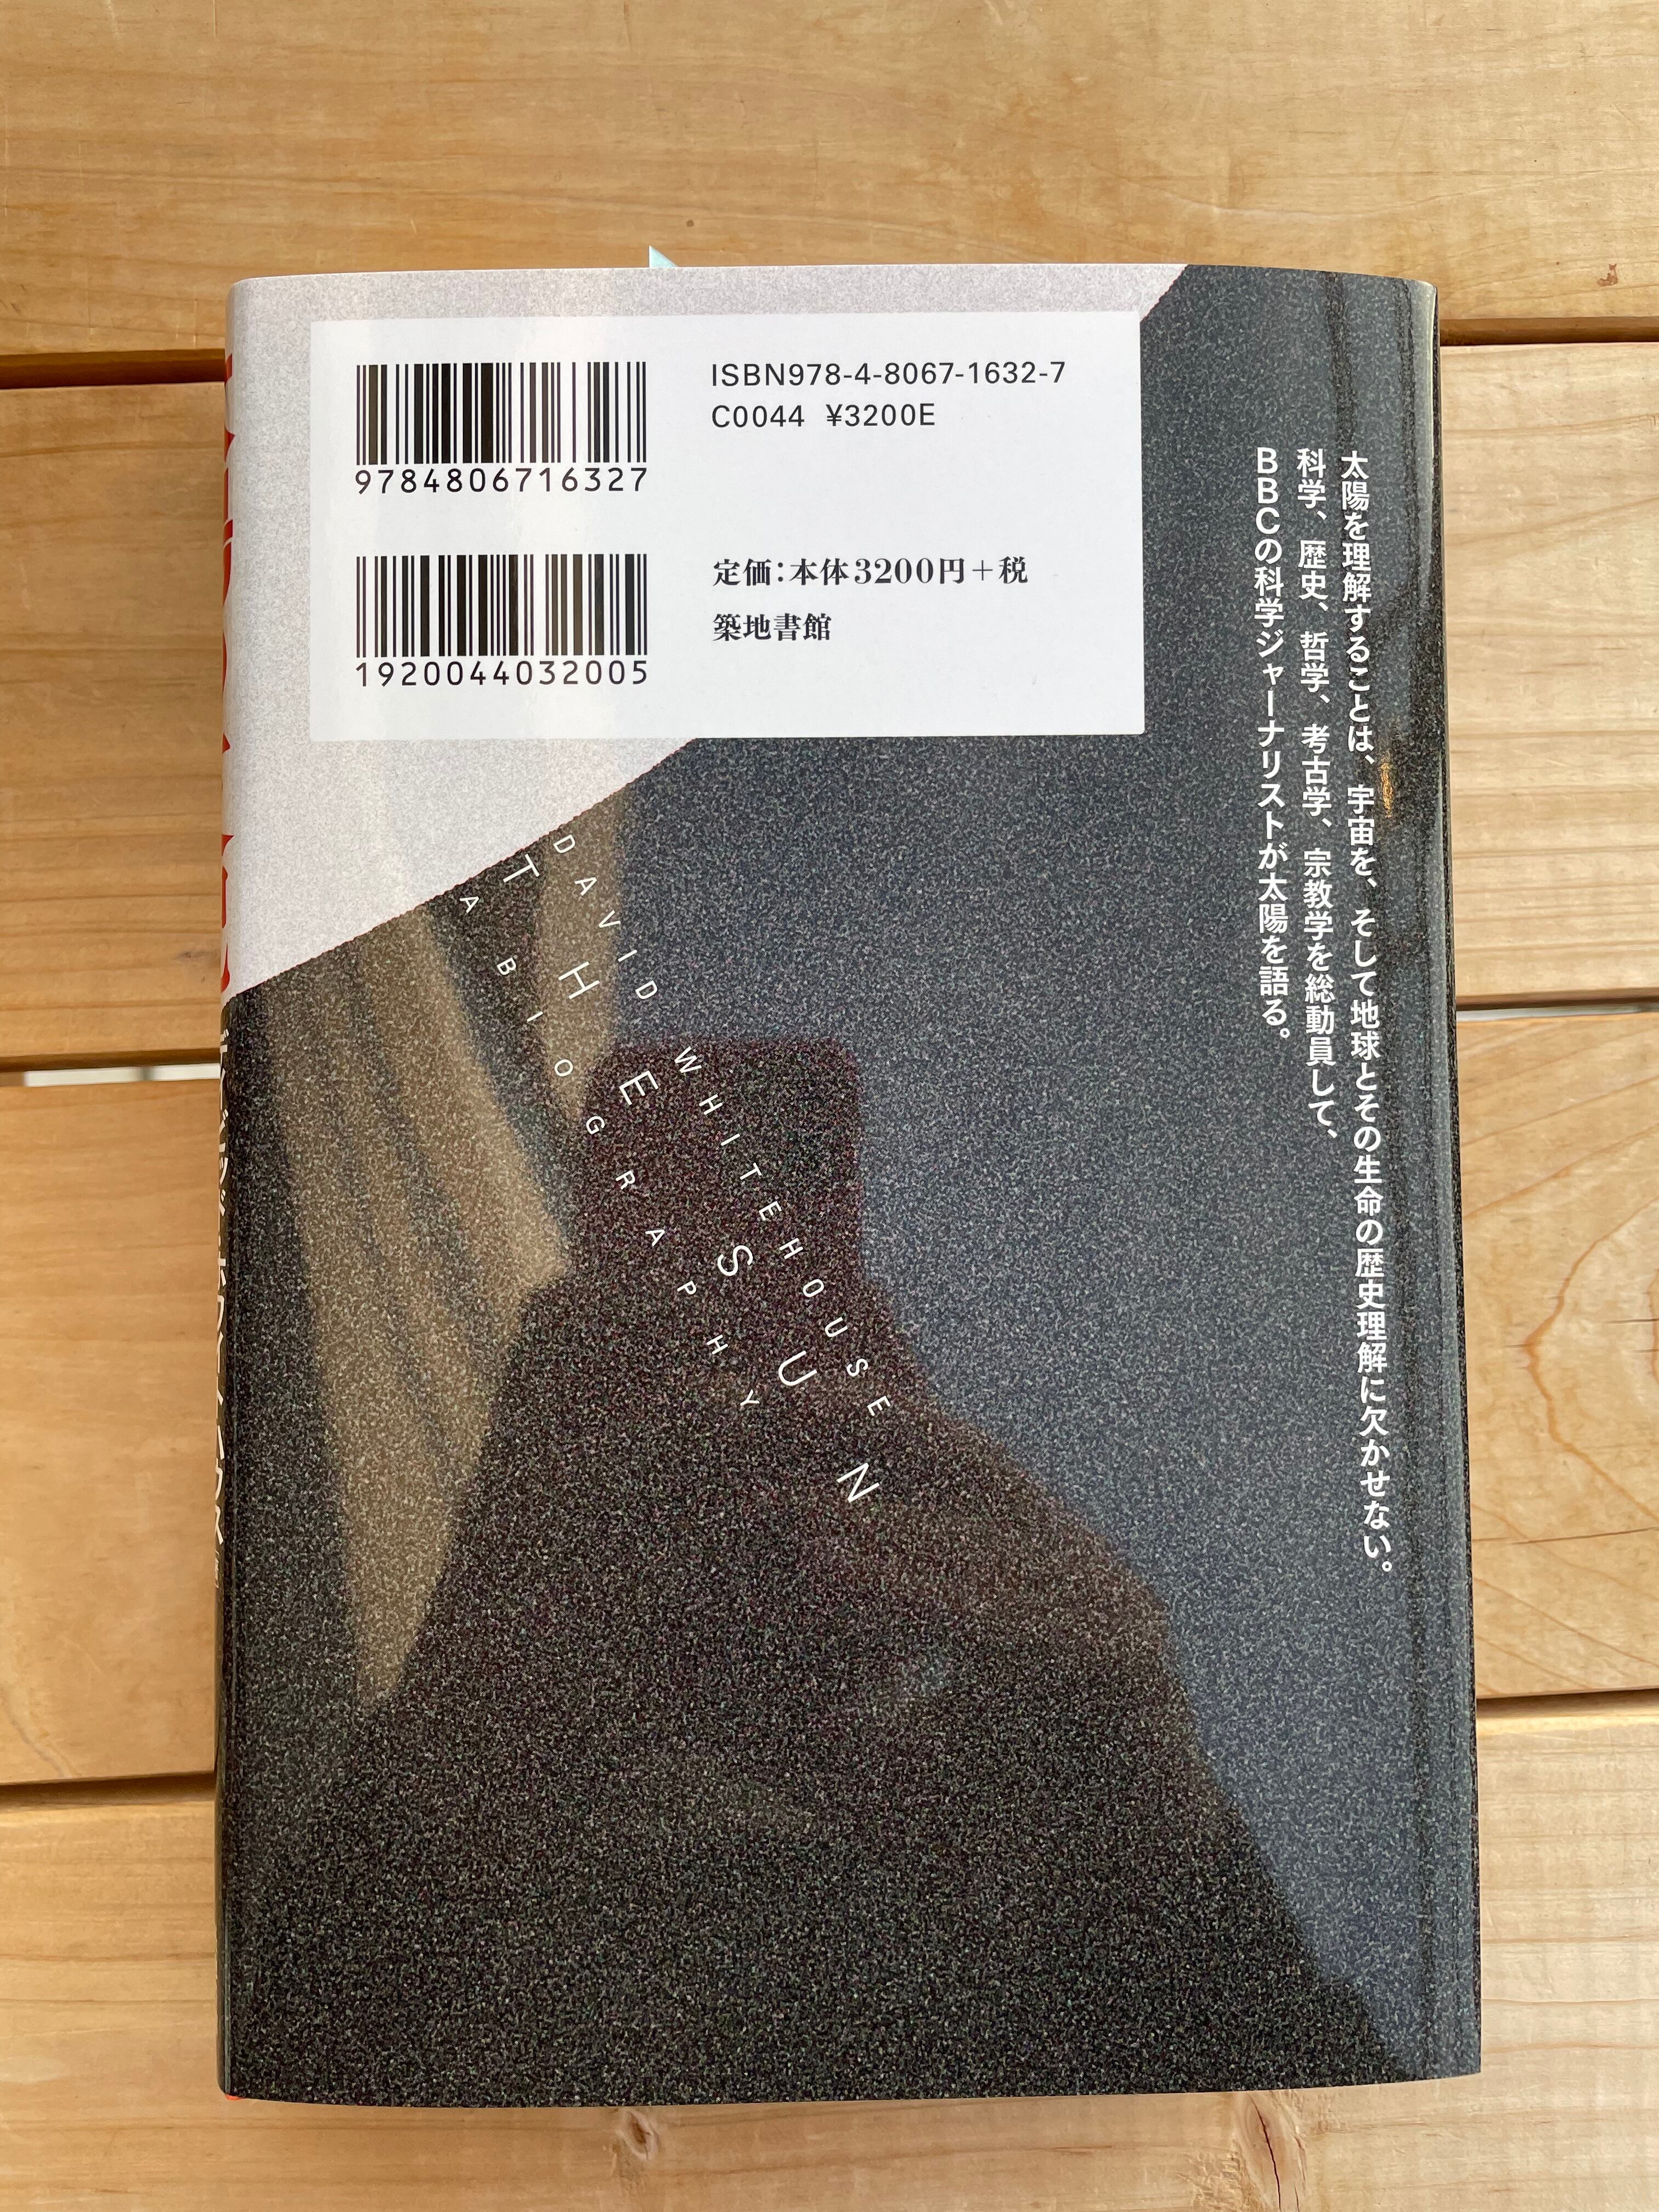 ISBN978-4-8067-1632-7
C0044 ¥3200E
9784806716327
定価：本体3200円＋税
築地書館
1920044032005
太陽を理解することは、宇宙を、そして地球とその生命の歴史理解に欠かせない。
科学、歴史、哲学、考古学、宗教学を総動員して、
BBCの科学ジャーナリストが太陽を語る。
DAVID WHITEHOUSE
THE SUN
A BIOGRAPHY